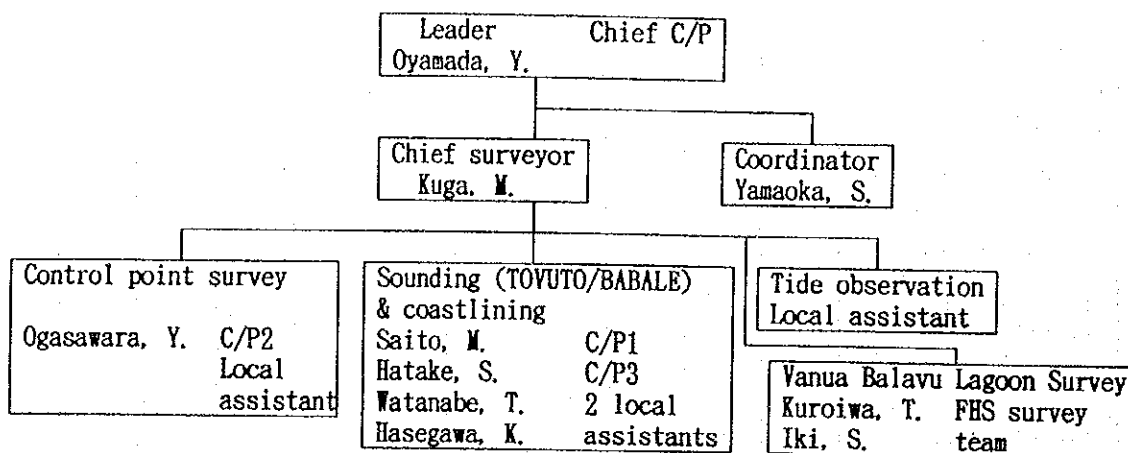 Leader Chief C/P
Oyamada, Y.
Chief surveyor
Kuga, M.
Coordinator
Yamaoka, S.
Control point survey
Ogasawara, Y. C/P2
Local
assistant
Sounding (TOVUTO/BABALE)
& coastlining
Saito, M. C/P1
Hatake, S. C/P3
Watanabe, T. 2 local
Hasegawa, K. assistants
Tide observation
Local assistant
Vanua Balavu Lagoon Survey
Kuroiwa, T. FHS survey
Iki, S. team